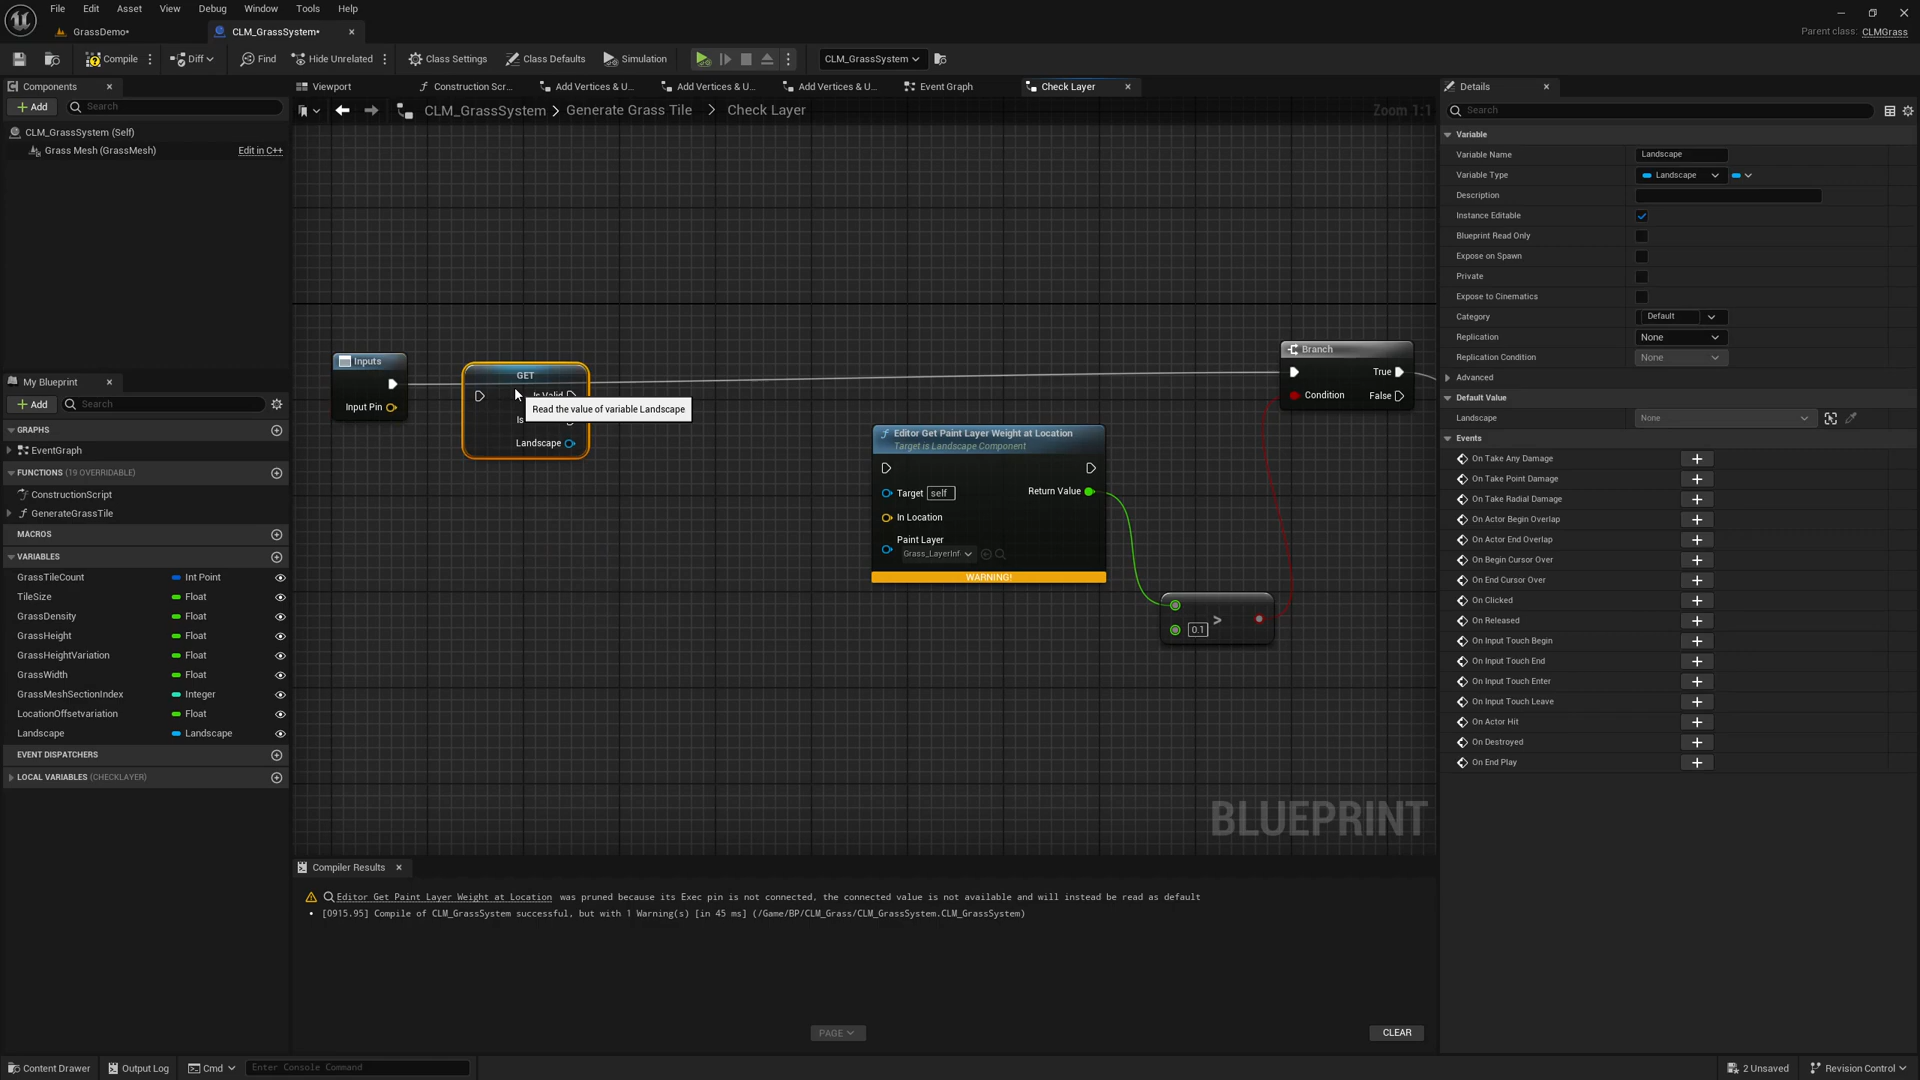 File Edit View Debug Window Tools Help
GrassDemo* CLM_GrassSystem*
Parent class: CLMGrass
Compile Diff Find Hide Unrelated Class Settings Class Defaults Simulation CLM_GrassSystem
Components
Add Search
CLM_GrassSystem (Self)
Grass Mesh (GrassMesh) Edit in C++
My Blueprint
Add Search
GRAPHS
EventGraph
FUNCTIONS (19 OVERRIDABLE)
ConstructionScript
GenerateGrassTile
MACROS
VARIABLES
GrassTileCount Int Point
TileSize Float
GrassDensity Float
GrassHeight Float
GrassHeightVariation Float
GrassWidth Float
GrassMeshSectionIndex Integer
LocationOffsetvariation Float
Landscape Landscape
EVENT DISPATCHERS
LOCAL VARIABLES (CHECKLAYER)
Viewport Construction Scr... Add Vertices & U... Add Vertices & U... Add Vertices & U... Event Graph Check Layer
CLM_GrassSystem > Generate Grass Tile > Check Layer Zoom 1:1
Inputs
Input Pin
GET
Is Valid
Read the value of variable Landscape
Is
Landscape
Editor Get Paint Layer Weight at Location
Target is Landscape Component
Target self
Return Value
In Location
Paint Layer
Grass_LayerInf
WARNING!
0.1 >
Branch
True
Condition False
BLUEPRINT
Compiler Results
Editor Get Paint Layer Weight at Location was pruned because its Exec pin is not connected, the connected value is not available and will instead be read as default
[0915.95] Compile of CLM_GrassSystem successful, but with 1 Warning(s) [in 45 ms] (/Game/BP/CLM_Grass/CLM_GrassSystem.CLM_GrassSystem)
PAGE CLEAR
Details
Search
Variable
Variable Name Landscape
Variable Type Landscape
Description
Instance Editable
Blueprint Read Only
Expose on Spawn
Private
Expose to Cinematics
Category Default
Replication None
Replication Condition None
Advanced
Default Value
Landscape None
Events
On Take Any Damage
On Take Point Damage
On Take Radial Damage
On Actor Begin Overlap
On Actor End Overlap
On Begin Cursor Over
On End Cursor Over
On Clicked
On Released
On Input Touch Begin
On Input Touch End
On Input Touch Enter
On Input Touch Leave
On Actor Hit
On Destroyed
On End Play
Content Drawer Output Log Cmd Enter Console Command 2 Unsaved Revision Control